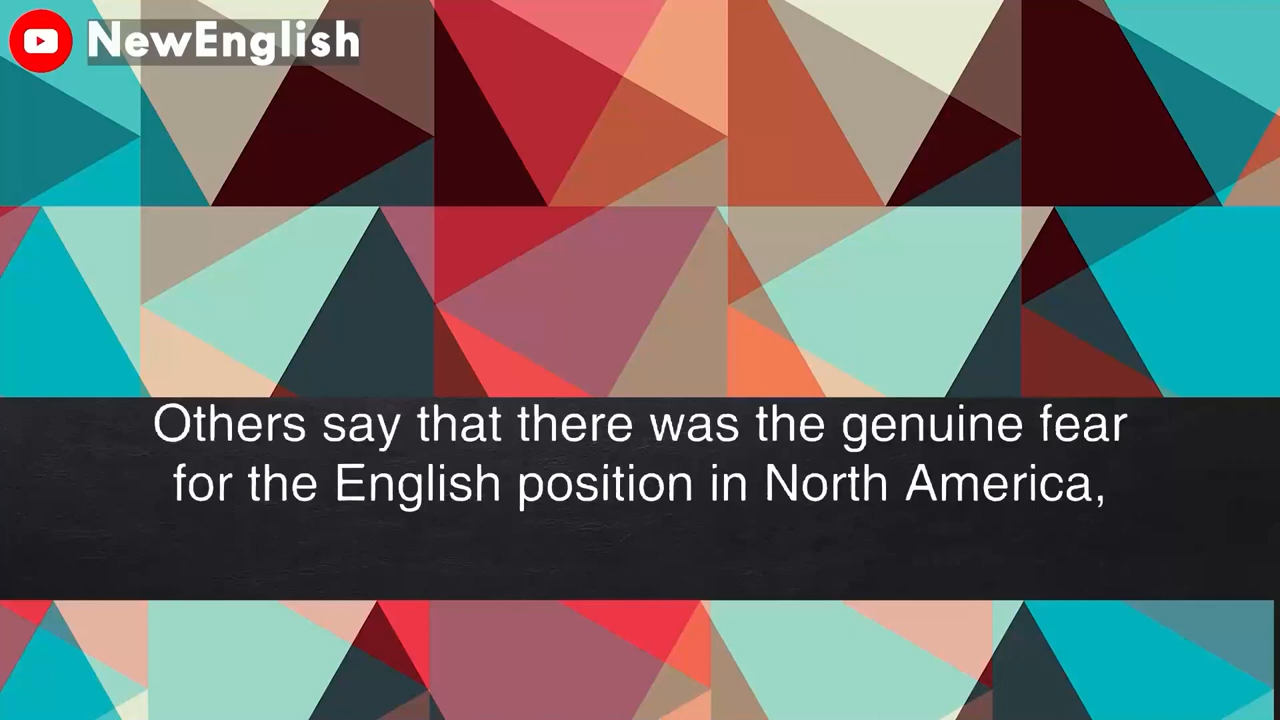 NewEnglish
Others say that there was the genuine fear
for the English position in North America,